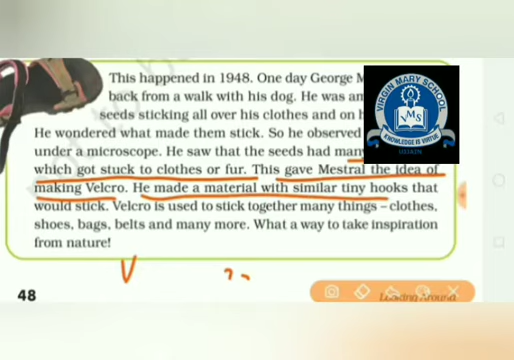 This happened in 1948. One day George
back from a walk with his dog. He was
seeds sticking all over his clothes and on
He wondered what made them stick. So he observed
under a microscope. He saw that the seeds had
which got stuck to clothes or fur. This gave Mestral the idea of
making Velcro. He made a material with similar tiny hooks that
would stick. Velcro is used to stick together many things – clothes,
shoes, bags, belts and many more. What a way to take inspiration
from nature!
V
48
Looking Around
VIRGIN MARY SCHOOL
VMS
KNOWLEDGE IS VIRTUE